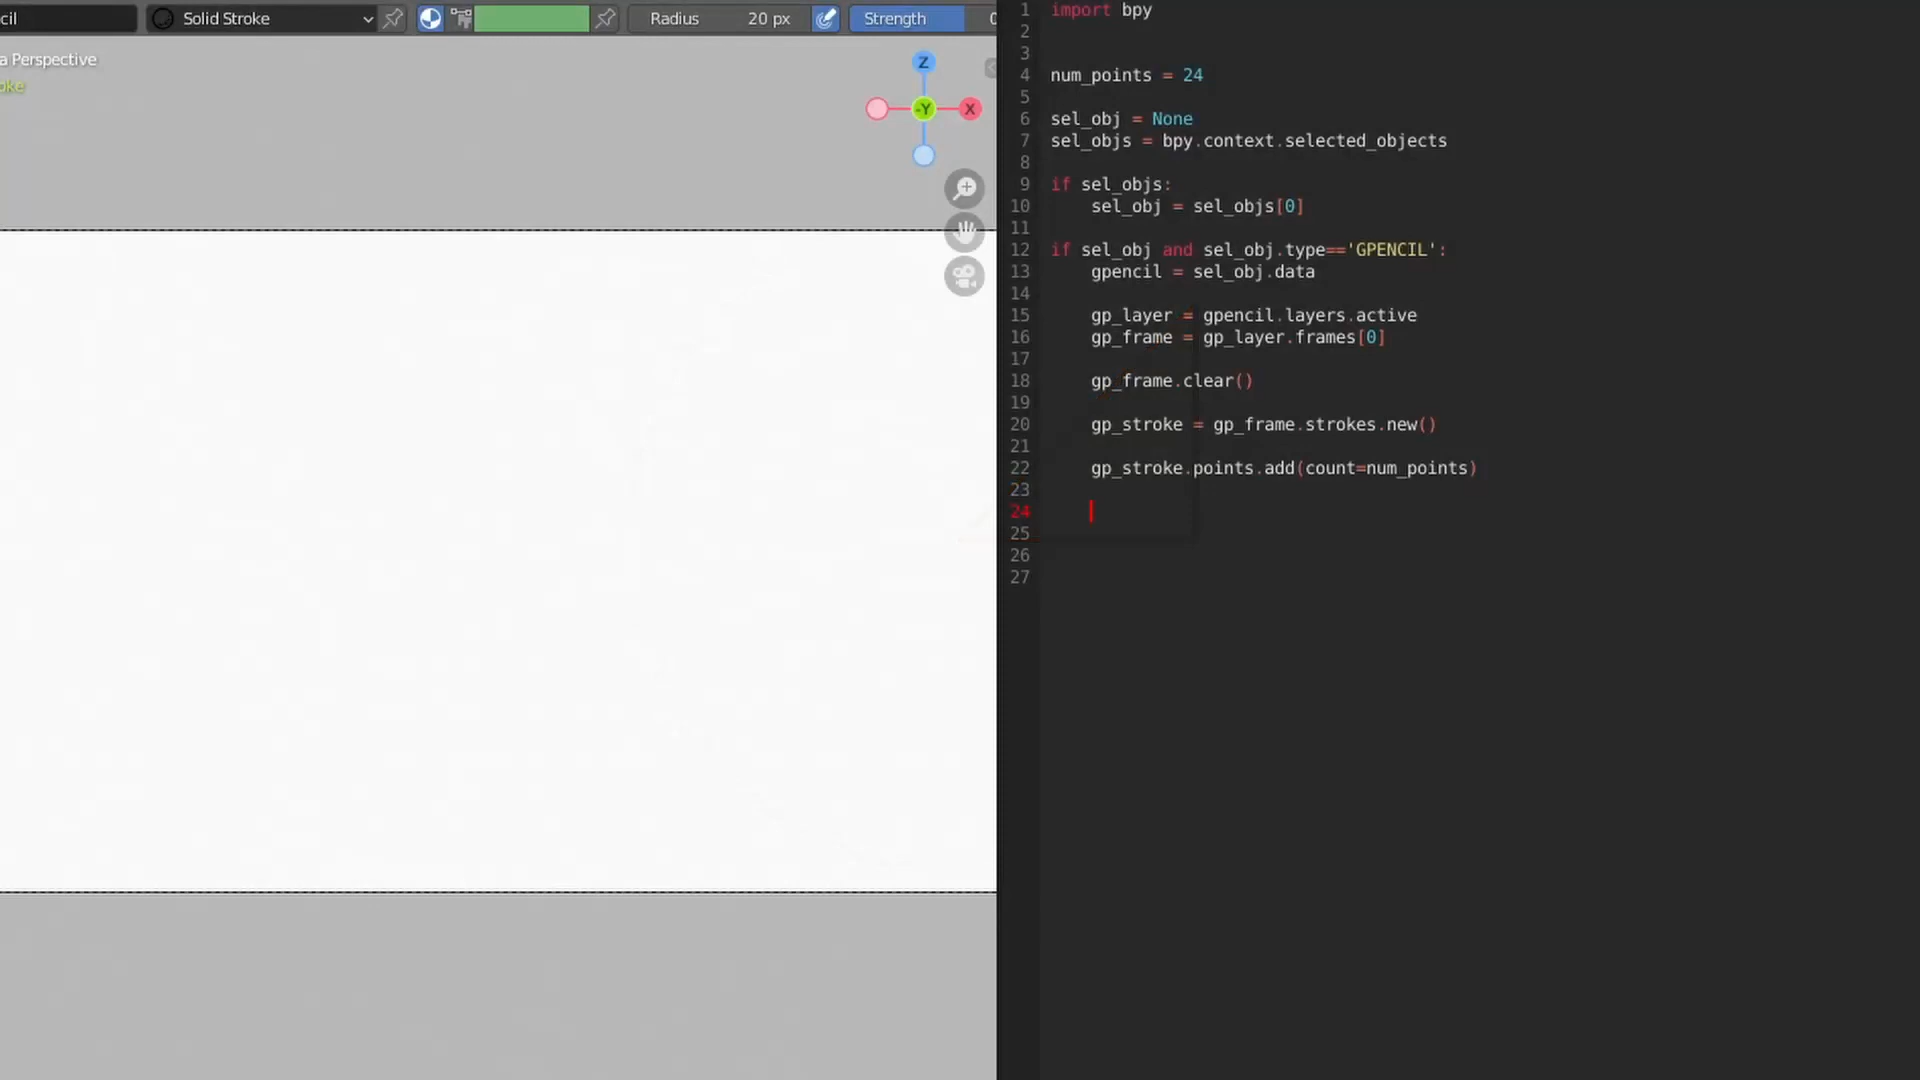 cil
Solid Stroke
Radius 20 px
Strength 0
a Perspective
oke
Z
-Y
X
1 import bpy
2
3
4 num_points = 24
5
6 sel_obj = None
7 sel_objs = bpy.context.selected_objects
8
9 if sel_objs:
10 sel_obj = sel_objs[0]
11
12 if sel_obj and sel_obj.type=='GPENCIL':
13 gpencil = sel_obj.data
14
15 gp_layer = gpencil.layers.active
16 gp_frame = gp_layer.frames[0]
17
18 gp_frame.clear()
19
20 gp_stroke = gp_frame.strokes.new()
21
22 gp_stroke.points.add(count=num_points)
23
24
25
26
27